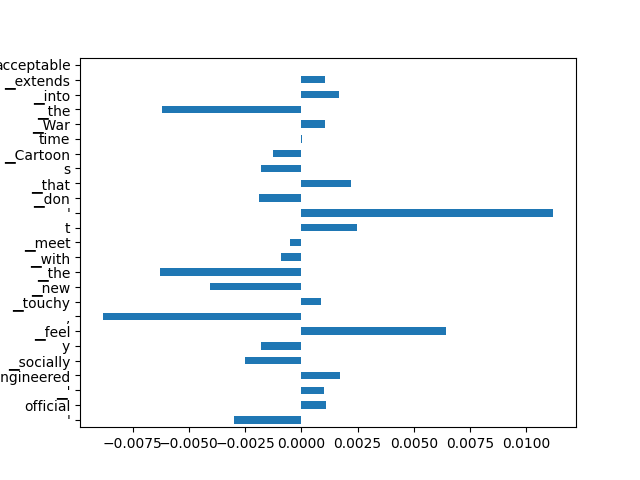 acceptable
_extends
_into
_the
_War
time
_Cartoon
s
_that
_don
'
t
_meet
_with
_the
_new
_touchy
,
_feel
y
_socially
ngineered
_'
official
'
−0.0075 −0.0050 −0.0025 0.0000 0.0025 0.0050 0.0075 0.0100